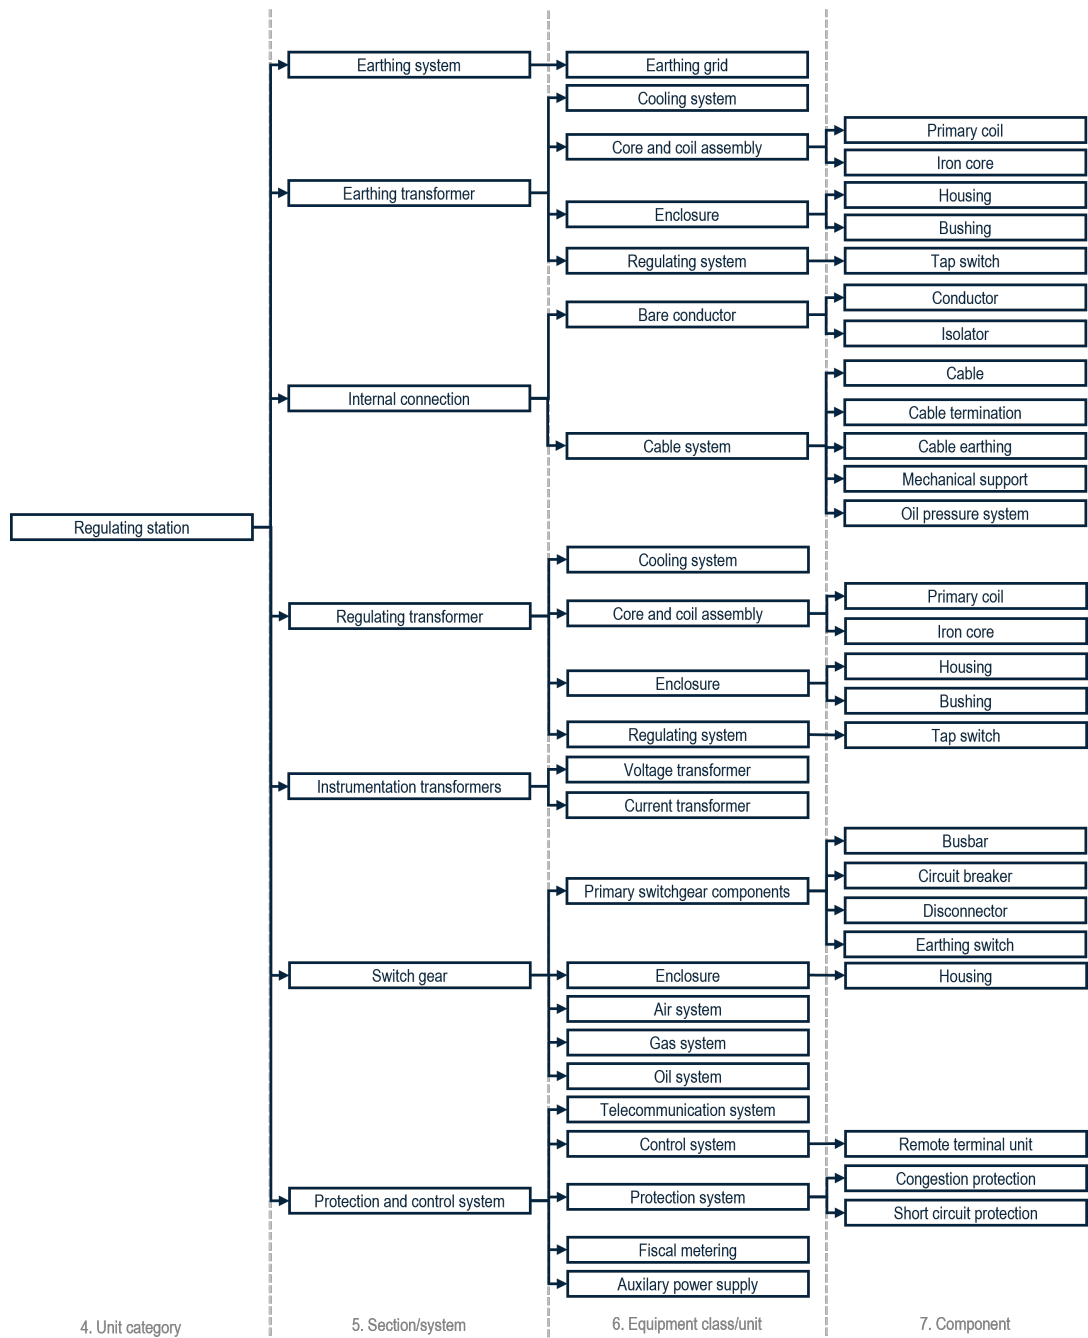 Earthing system
Earthing grid
Cooling system
Core and coil assembly
Primary coil
Iron core
Earthing transformer
Enclosure
Housing
Bushing
Regulating system
Tap switch
Bare conductor
Conductor
Isolator
Internal connection
Cable system
Cable
Cable termination
Cable earthing
Mechanical support
Oil pressure system
Regulating station
Cooling system
Regulating transformer
Core and coil assembly
Primary coil
Iron core
Enclosure
Housing
Bushing
Regulating system
Tap switch
Instrumentation transformers
Voltage transformer
Current transformer
Primary switchgear components
Busbar
Circuit breaker
Disconnector
Earthing switch
Switch gear
Enclosure
Housing
Air system
Gas system
Oil system
Telecommunication system
Control system
Remote terminal unit
Protection and control system
Protection system
Congestion protection
Short circuit protection
Fiscal metering
Auxilary power supply
4. Unit category
5. Section/system
6. Equipment class/unit
7. Component